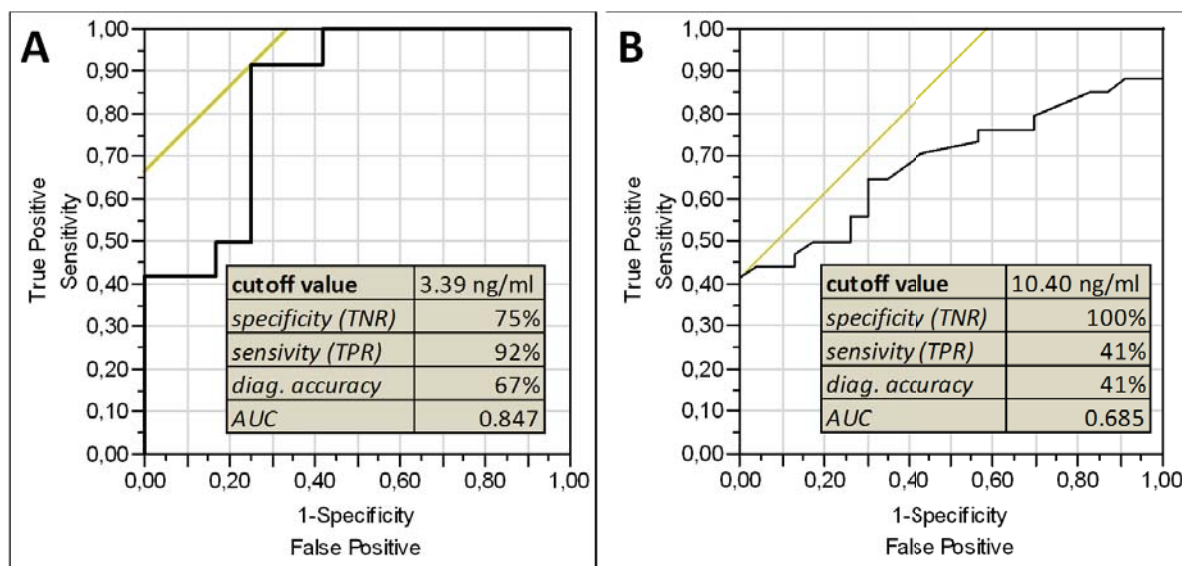 A
True Positive
Sensitivity
1,00
0,90
0,80
0,70
0,60
0,50
0,40
0,30
0,20
0,10
0,00
cutoff value 3.39 ng/ml
specificity (TNR) 75%
sensivity (TPR) 92%
diag. accuracy 67%
AUC 0.847
0,00 0,20 0,40 0,60 0,80 1,00
1-Specificity
False Positive
B
True Positive
Sensitivity
1,00
0,90
0,80
0,70
0,60
0,50
0,40
0,30
0,20
0,10
0,00
cutoff value 10.40 ng/ml
specificity (TNR) 100%
sensivity (TPR) 41%
diag. accuracy 41%
AUC 0.685
0,00 0,20 0,40 0,60 0,80 1,00
1-Specificity
False Positive